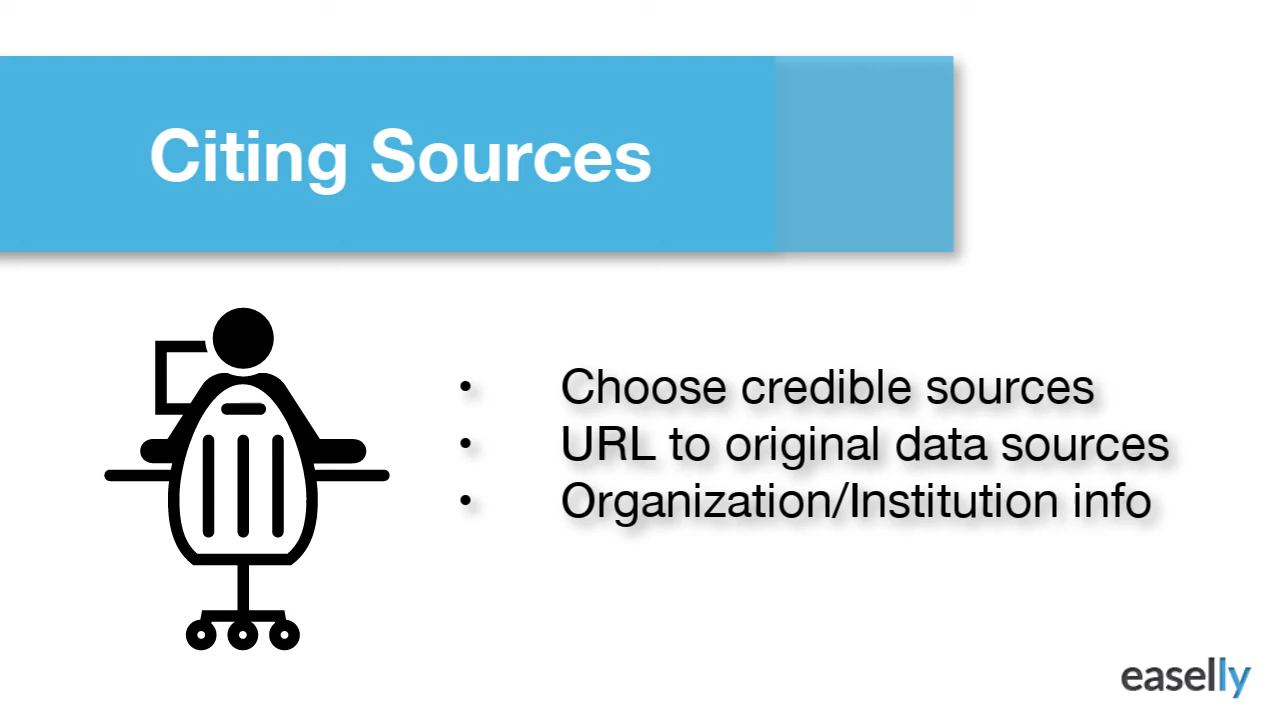 Citing Sources
• Choose credible sources
• URL to original data sources
• Organization/Institution info
easelly